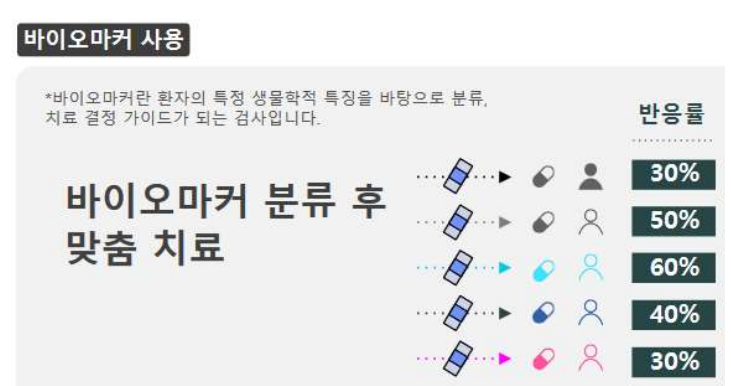 바이오마커 사용
*바이오마커란 환자의 특정 생물학적 특징을 바탕으로 분류,
치료 결정 가이드가 되는 검사입니다.
반응률
바이오마커 분류 후
맞춤 치료
30%
50%
60%
40%
30%